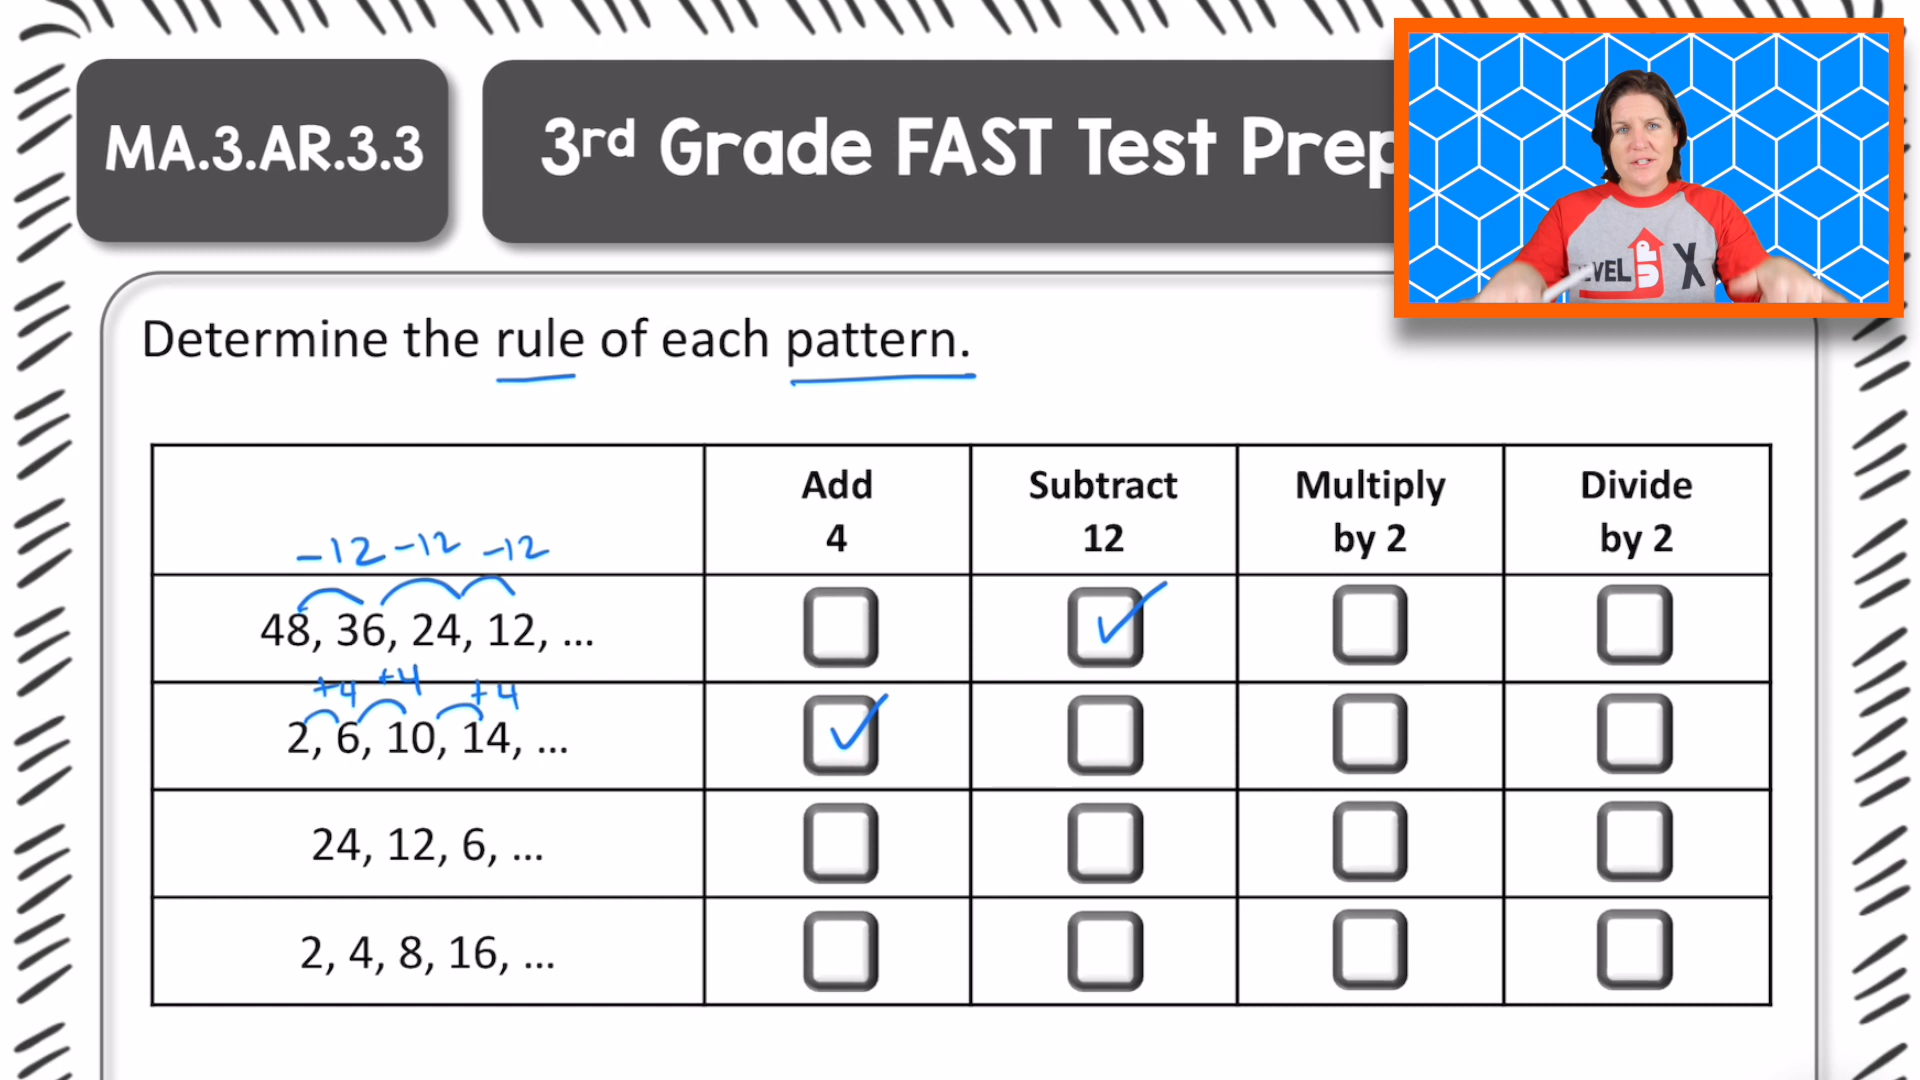 MA.3.AR.3.3
3rd Grade FAST Test Prep
LEVEL UP X
Determine the rule of each pattern.
Add 4
Subtract 12
Multiply by 2
Divide by 2
-12 -12 -12
48, 36, 24, 12, ...
+4 +4 +4
2, 6, 10, 14, ...
24, 12, 6, ...
2, 4, 8, 16, ...